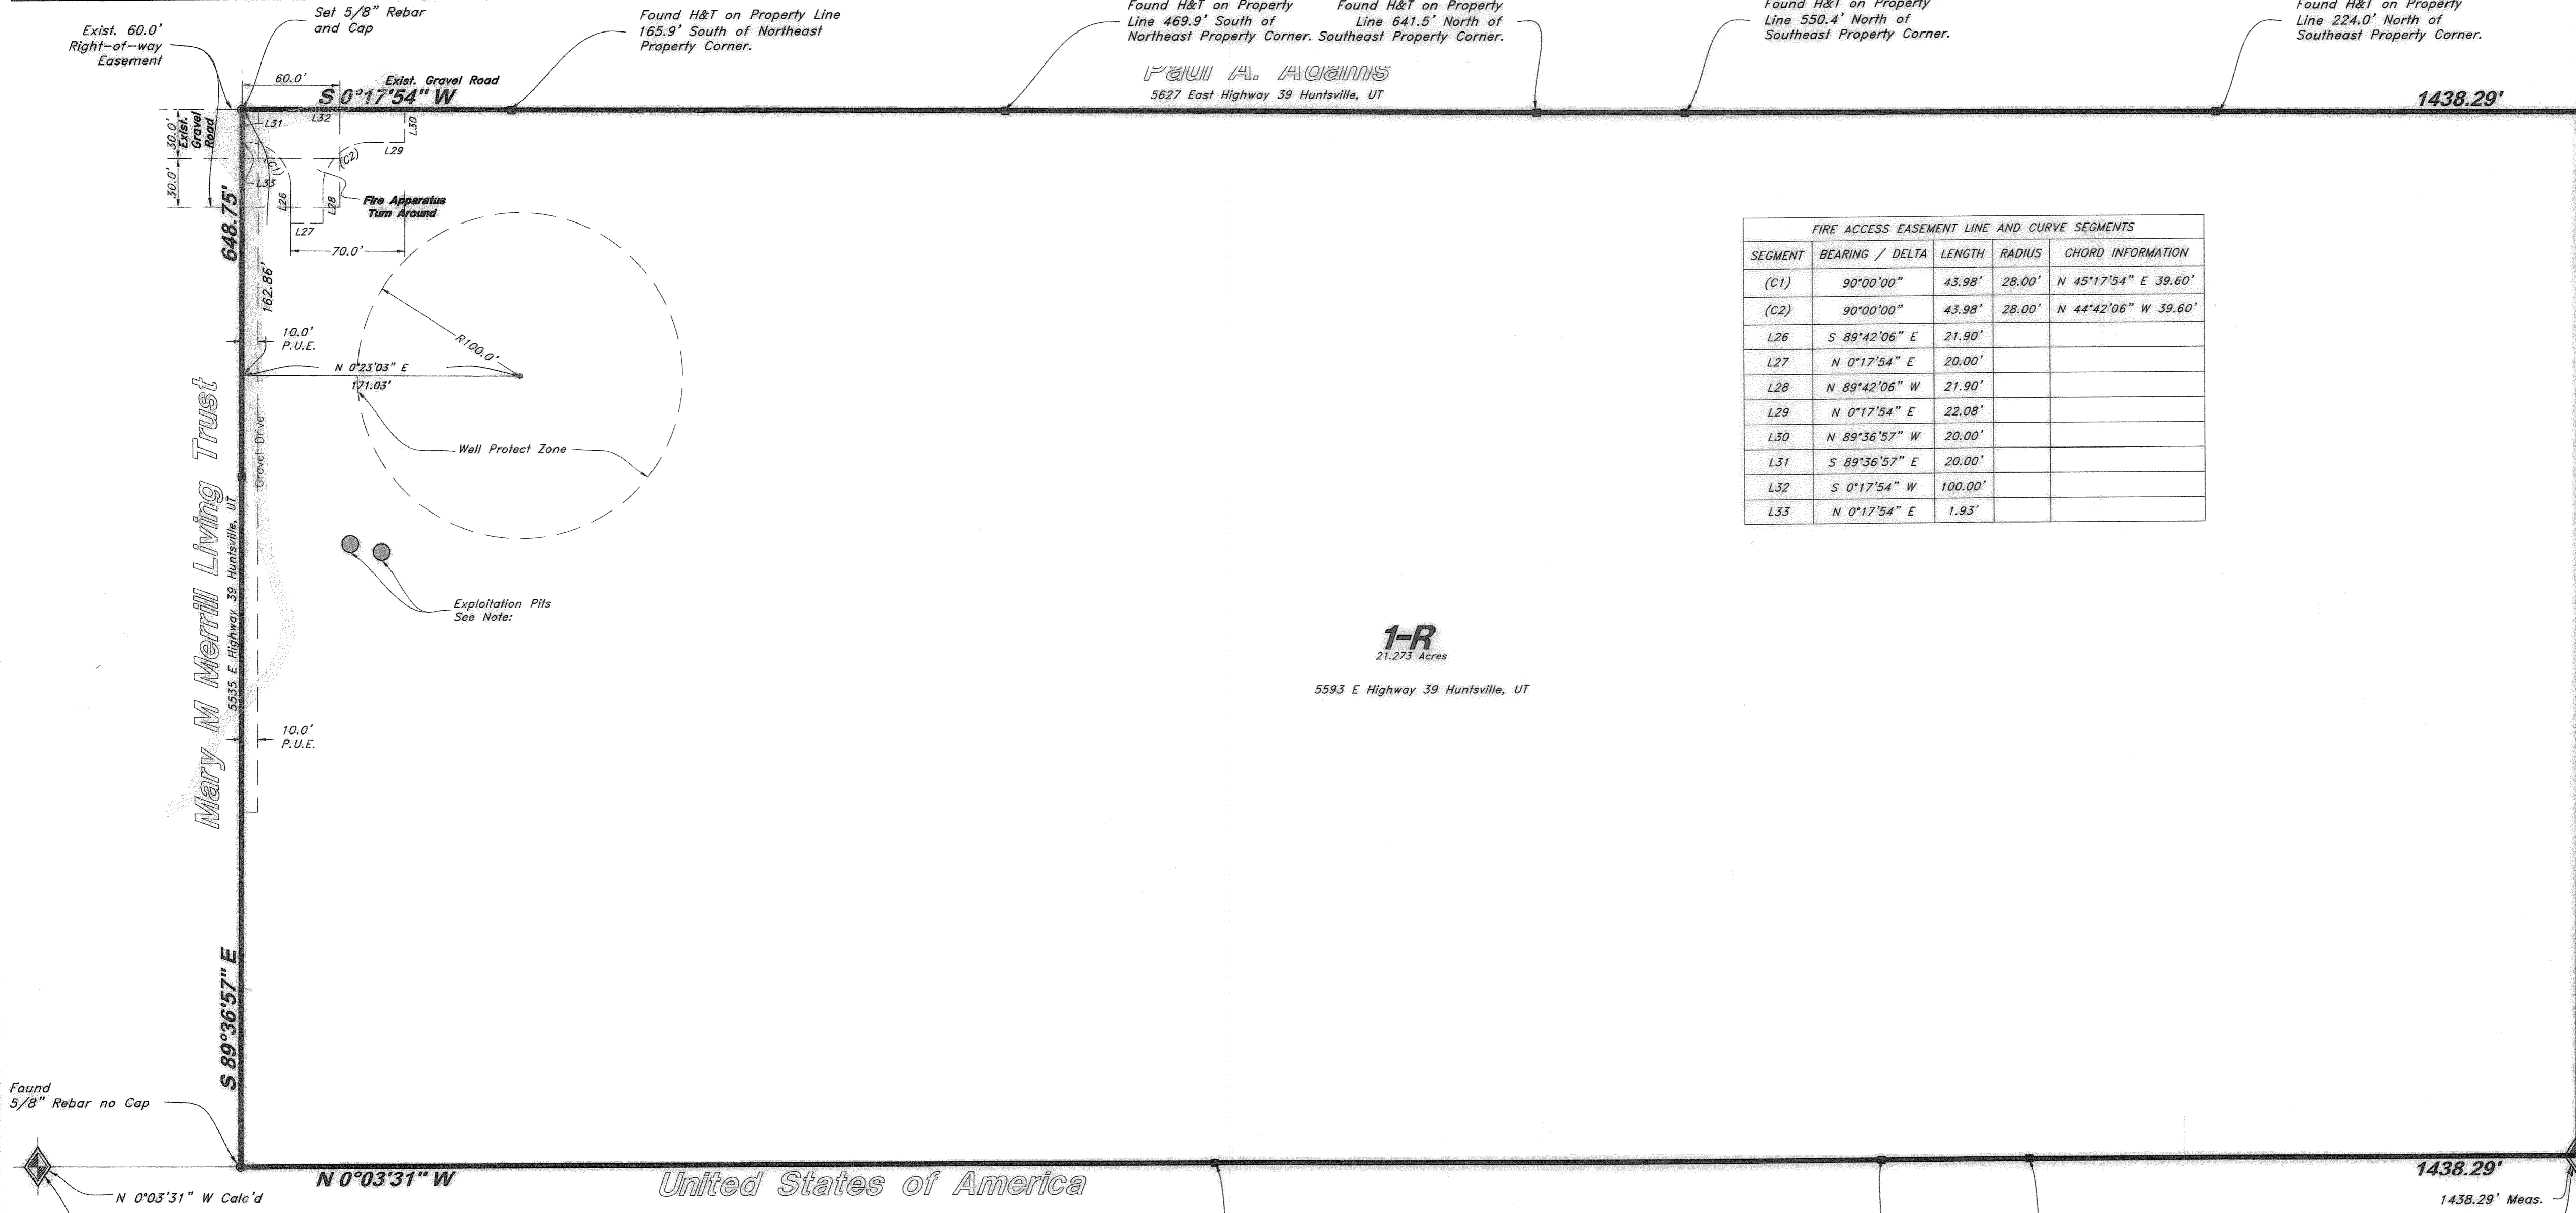 Set 5/8" Rebar
and Cap
Exist. 60.0'
Right-of-way
Easement
Found H&T on Property Line
165.9' South of Northeast
Property Corner.
Found H&T on Property
Line 469.9' South of
Northeast Property Corner.
Found H&T on Property
Line 641.5' North of
Southeast Property Corner.
Found H&T on Property
Line 550.4' North of
Southeast Property Corner.
Found H&T on Property
Line 224.0' North of
Southeast Property Corner.
60.0'
Exist. Gravel Road
S 0°17'54" W
Paul A. Adams
5627 East Highway 39 Huntsville, UT
1438.29'
30.0'
Exist.
Gravel
Road
30.0'
L31
L32
L30
L29
(C1)
(C2)
L33
L26
L28
L27
Fire Apparatus
Turn Around
70.0'
648.75'
162.86'
10.0'
P.U.E.
R100.0'
N 0°23'03" E
171.03'
Well Protect Zone
Gravel Drive
Mary M Merrill Living Trust
5535 E Highway 39 Huntsville, UT
Exploitation Pits
See Note:
10.0'
P.U.E.
FIRE ACCESS EASEMENT LINE AND CURVE SEGMENTS
SEGMENT BEARING / DELTA LENGTH RADIUS CHORD INFORMATION
(C1) 90°00'00" 43.98' 28.00' N 45°17'54" E 39.60'
(C2) 90°00'00" 43.98' 28.00' N 44°42'06" W 39.60'
L26 S 89°42'06" E 21.90'
L27 N 0°17'54" E 20.00'
L28 N 89°42'06" W 21.90'
L29 N 0°17'54" E 22.08'
L30 N 89°36'57" W 20.00'
L31 S 89°36'57" E 20.00'
L32 S 0°17'54" W 100.00'
L33 N 0°17'54" E 1.93'
1-R
21.273 Acres
5593 E Highway 39 Huntsville, UT
S 89°36'57" E
Found
5/8" Rebar no Cap
N 0°03'31" W
United States of America
1438.29'
N 0°03'31" W Calc'd
1438.29' Meas.